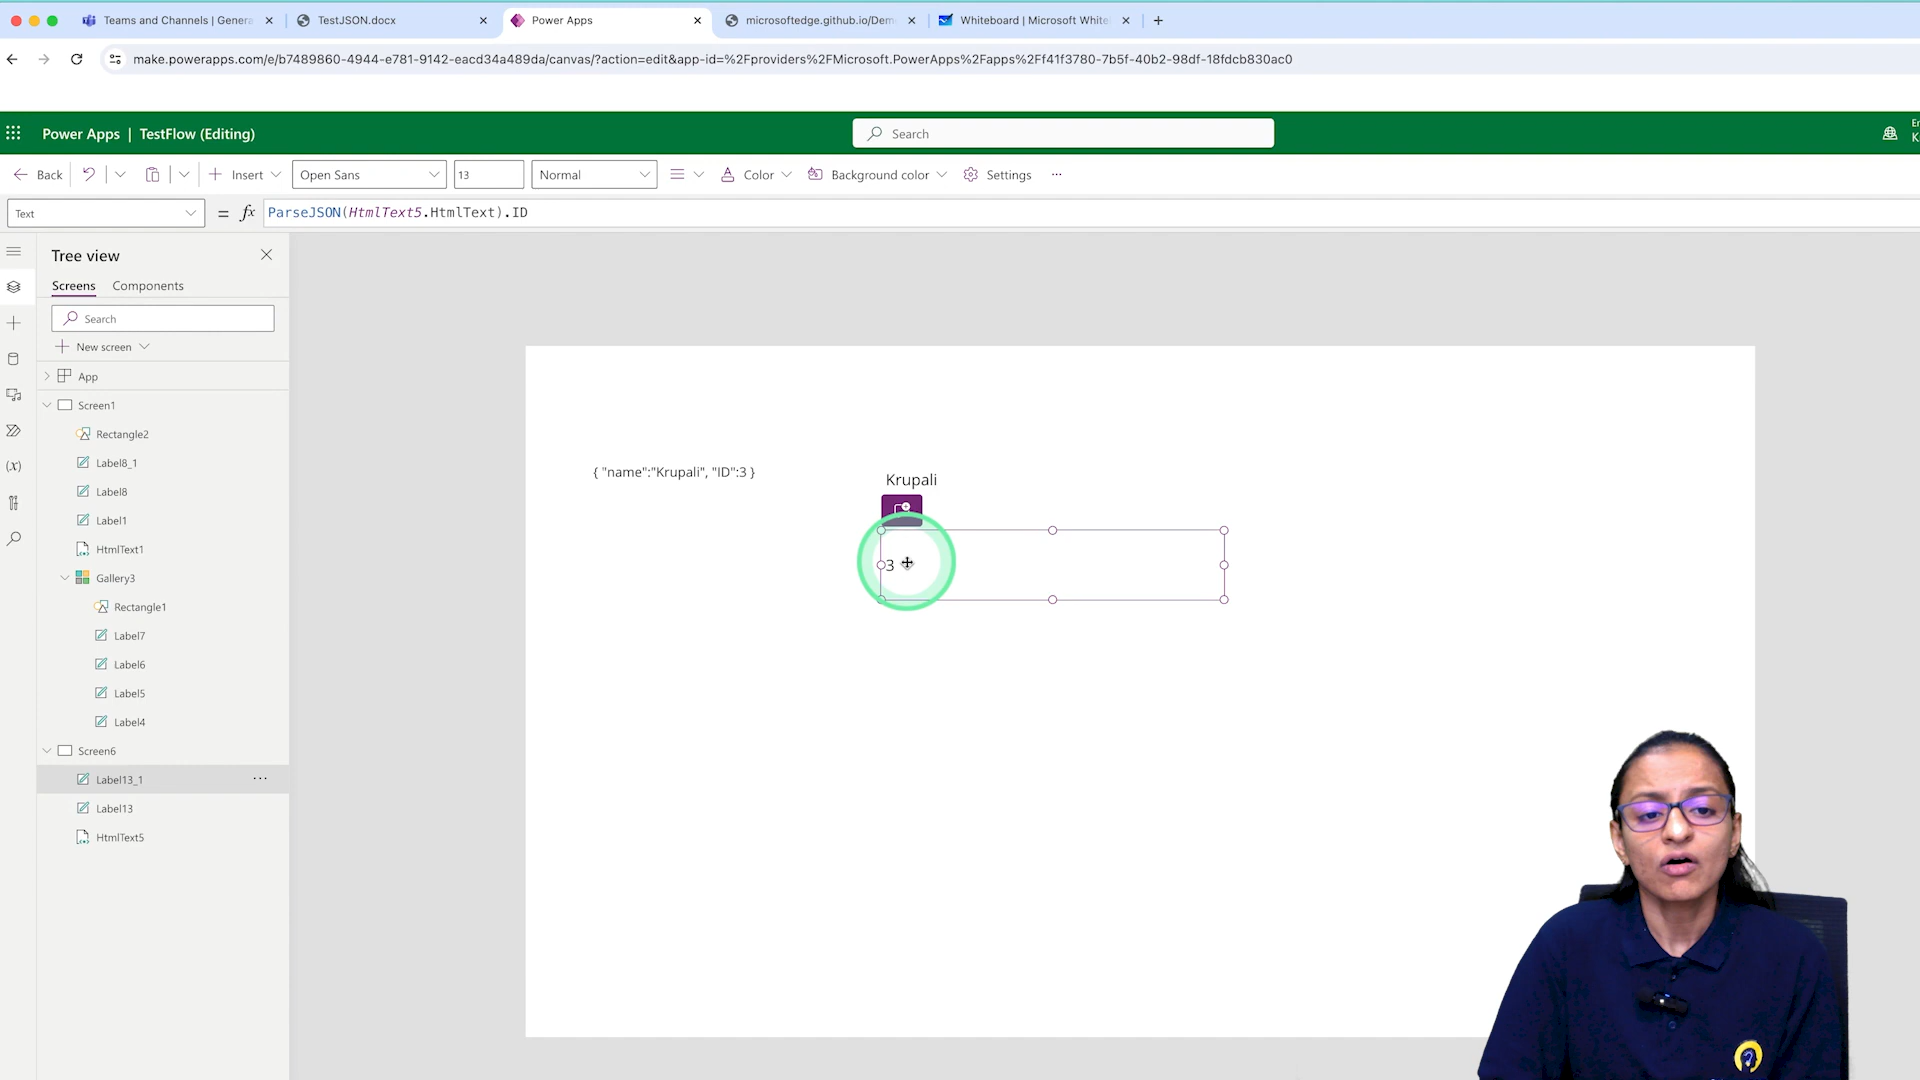 Teams and Channels | Genera
TestJSON.docx
Power Apps
microsoftedge.github.io/Dem
Whiteboard | Microsoft White
make.powerapps.com/e/b7489860-4944-e781-9142-eacd34a489da/canvas/?action=edit&app-id=%2Fproviders%2FMicrosoft.PowerApps%2Fapps%2Ff41f3780-7b5f-40b2-98df-18fdcb830ac0
Power Apps | TestFlow (Editing)
Search
En
K
Back
Insert
Open Sans
13
Normal
Color
Background color
Settings
Text
= fx ParseJSON(HtmlText5.HtmlText).ID
Tree view
Screens
Components
Search
New screen
App
Screen1
Rectangle2
Label8_1
Label8
Label1
HtmlText1
Gallery3
Rectangle1
Label7
Label6
Label5
Label4
Screen6
Label13_1
Label13
HtmlText5
{ "name":"Krupali", "ID":3 }
Krupali
3